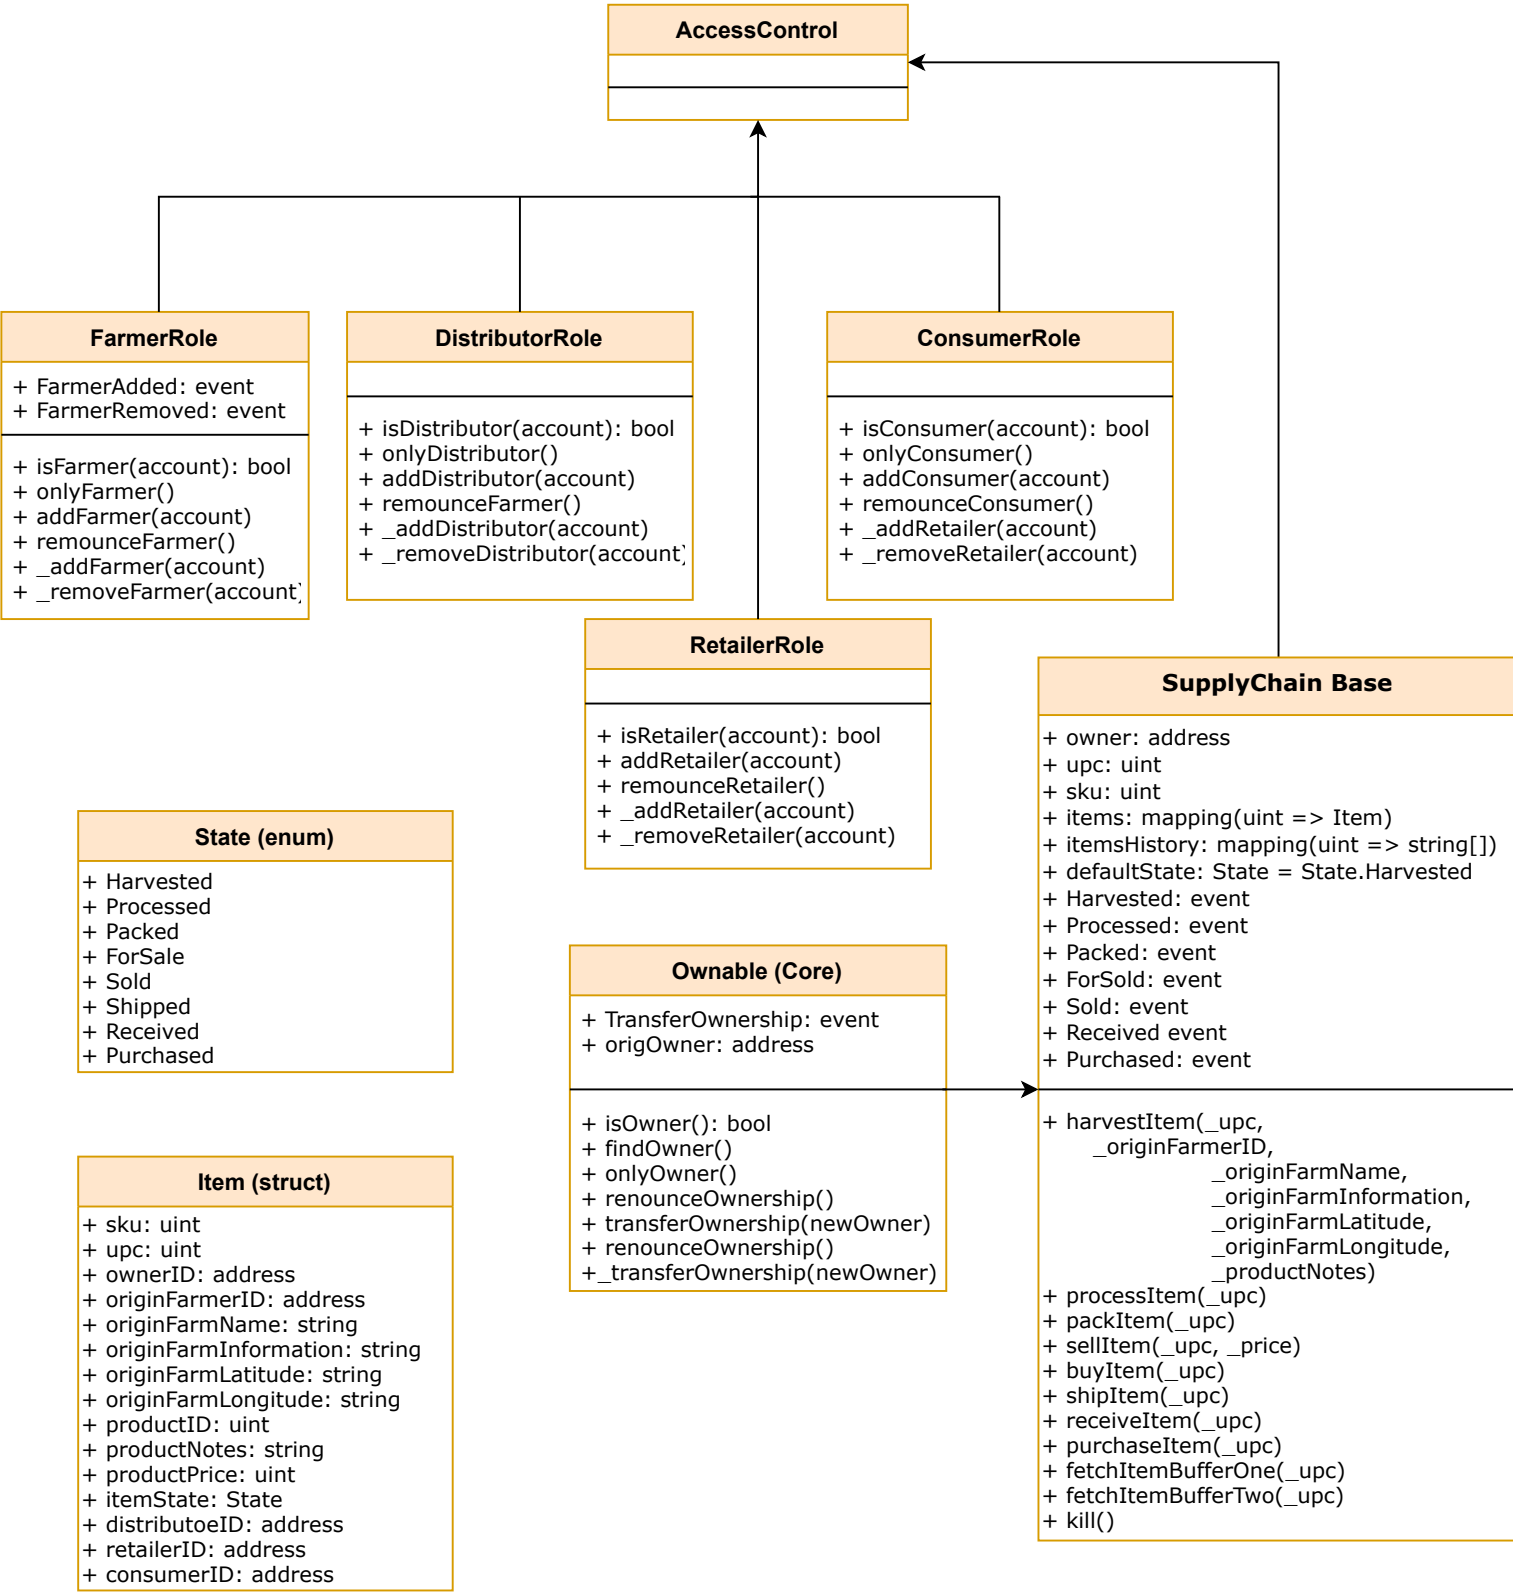 AccessControl
FarmerRole
+ FarmerAdded: event
+ FarmerRemoved: event
+ isFarmer(account): bool
+ onlyFarmer()
+ addFarmer(account)
+ remounceFarmer()
+ _addFarmer(account)
+ _removeFarmer(account)
DistributorRole
+ isDistributor(account): bool
+ onlyDistributor()
+ addDistributor(account)
+ remounceFarmer()
+ _addDistributor(account)
+ _removeDistributor(account)
ConsumerRole
+ isConsumer(account): bool
+ onlyConsumer()
+ addConsumer(account)
+ remounceConsumer()
+ _addRetailer(account)
+ _removeRetailer(account)
RetailerRole
+ isRetailer(account): bool
+ addRetailer(account)
+ remounceRetailer()
+ _addRetailer(account)
+ _removeRetailer(account)
SupplyChain Base
+ owner: address
+ upc: uint
+ sku: uint
+ items: mapping(uint => Item)
+ itemsHistory: mapping(uint => string[])
+ defaultState: State = State.Harvested
+ Harvested: event
+ Processed: event
+ Packed: event
+ ForSold: event
+ Sold: event
+ Received event
+ Purchased: event
+ harvestItem(_upc,
_originFarmerID,
_originFarmName,
_originFarmInformation,
_originFarmLatitude,
_originFarmLongitude,
_productNotes)
+ processItem(_upc)
+ packItem(_upc)
+ sellItem(_upc, _price)
+ buyItem(_upc)
+ shipItem(_upc)
+ receiveItem(_upc)
+ purchaseItem(_upc)
+ fetchItemBufferOne(_upc)
+ fetchItemBufferTwo(_upc)
+ kill()
State (enum)
+ Harvested
+ Processed
+ Packed
+ ForSale
+ Sold
+ Shipped
+ Received
+ Purchased
Ownable (Core)
+ TransferOwnership: event
+ origOwner: address
+ isOwner(): bool
+ findOwner()
+ onlyOwner()
+ renounceOwnership()
+ transferOwnership(newOwner)
+ renounceOwnership()
+_transferOwnership(newOwner)
Item (struct)
+ sku: uint
+ upc: uint
+ ownerID: address
+ originFarmerID: address
+ originFarmName: string
+ originFarmInformation: string
+ originFarmLatitude: string
+ originFarmLongitude: string
+ productID: uint
+ productNotes: string
+ productPrice: uint
+ itemState: State
+ distributoeID: address
+ retailerID: address
+ consumerID: address